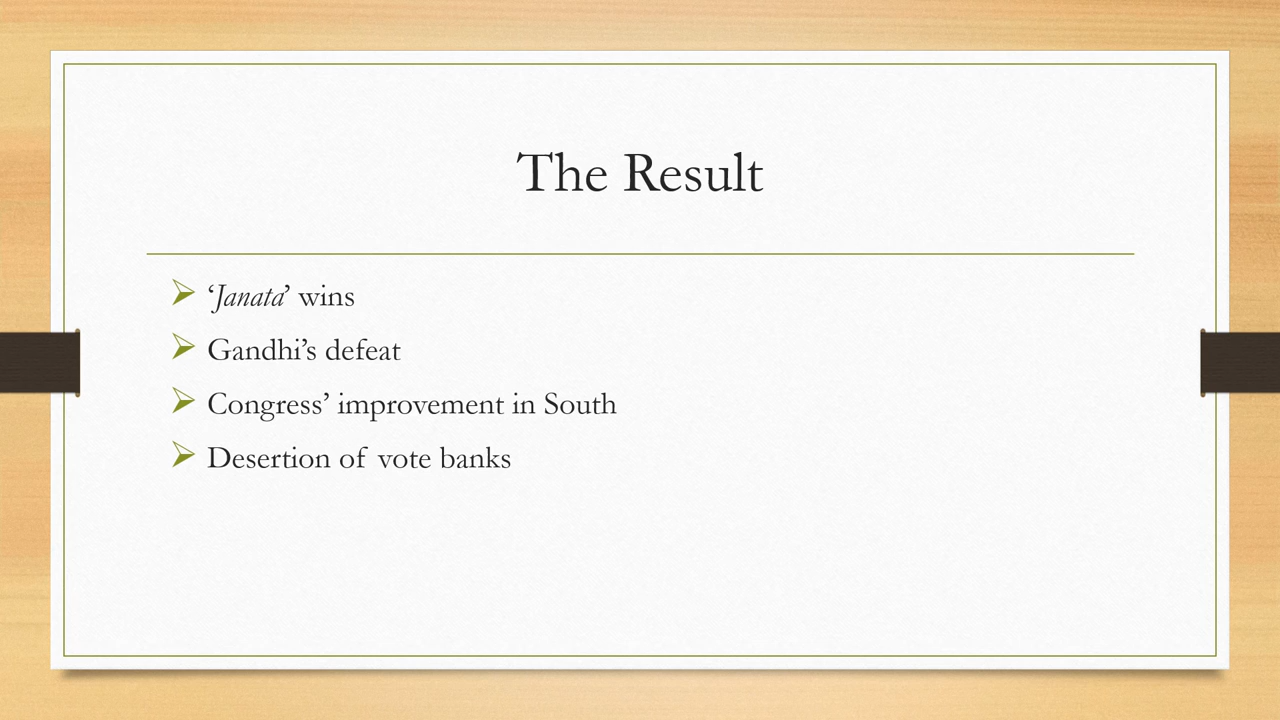 The Result
‘Janata’ wins
Gandhi’s defeat
Congress’ improvement in South
Desertion of vote banks